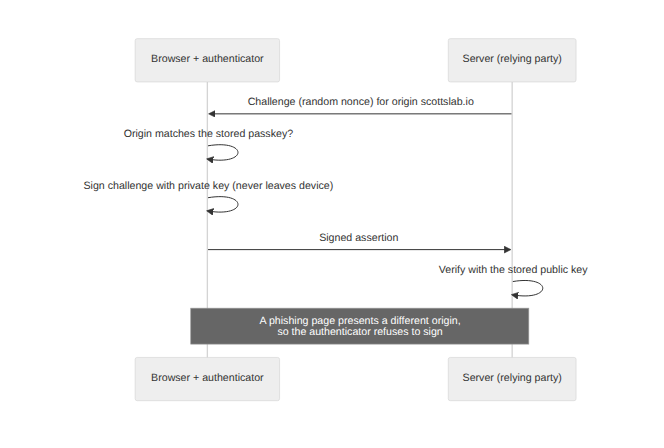 Browser + authenticator
Server (relying party)
Challenge (random nonce) for origin scottslab.io
Origin matches the stored passkey?
Sign challenge with private key (never leaves device)
Signed assertion
Verify with the stored public key
A phishing page presents a different origin,
so the authenticator refuses to sign
Browser + authenticator
Server (relying party)